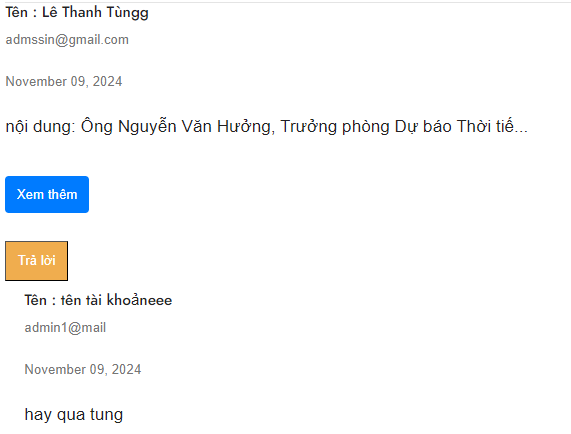 Tên : Lê Thanh Tùngg
admssin@gmail.com
November 09, 2024
nội dung: Ông Nguyễn Văn Hưởng, Trưởng phòng Dự báo Thời tiế...
Xem thêm
Trả lời
Tên : tên tài khoảneee
admin1@mail
November 09, 2024
hay qua tung